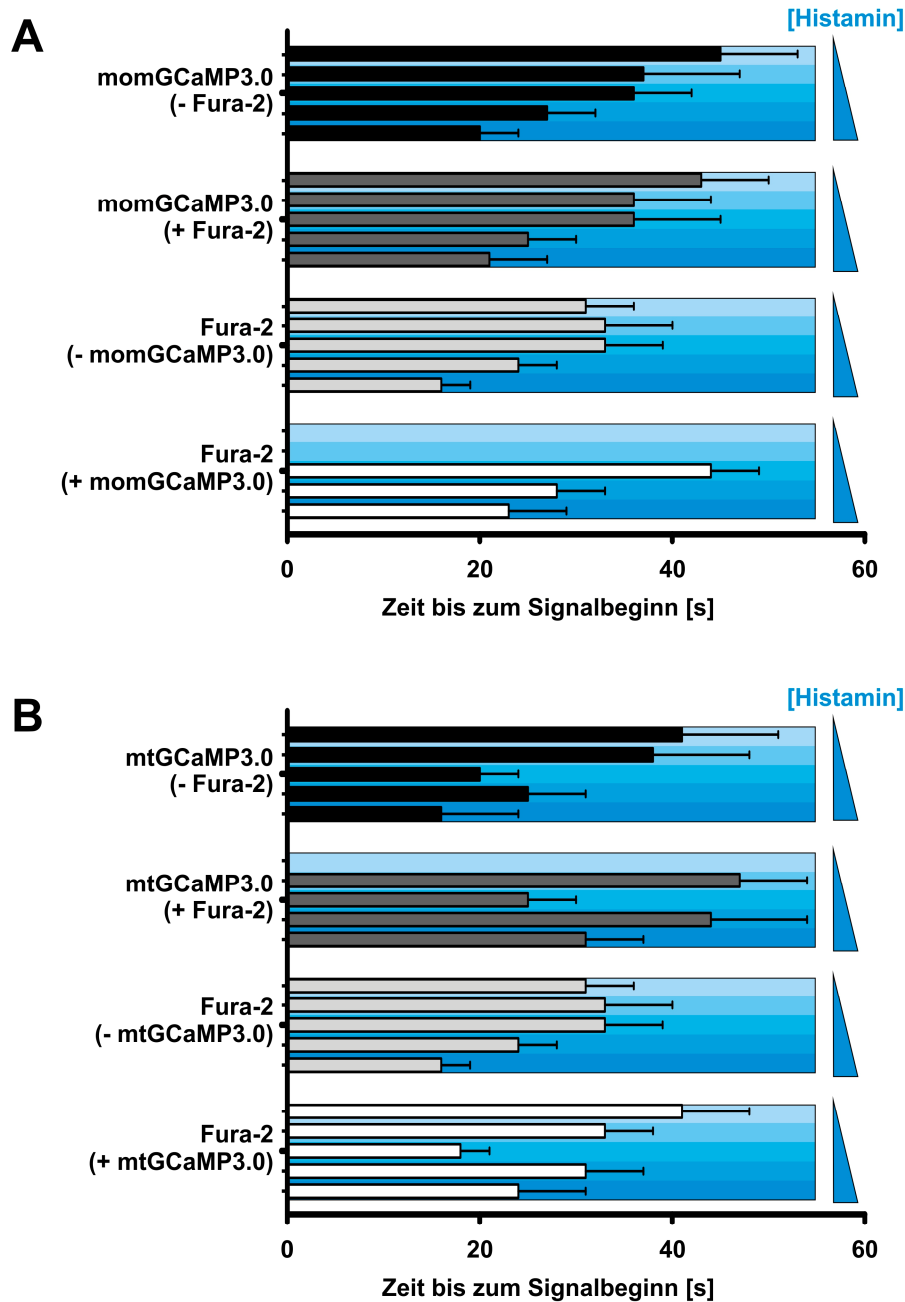 A
[Histamin]
momGCaMP3.0
(- Fura-2)
momGCaMP3.0
(+ Fura-2)
Fura-2
(- momGCaMP3.0)
Fura-2
(+ momGCaMP3.0)
0 20 40 60
Zeit bis zum Signalbeginn [s]
B
[Histamin]
mtGCaMP3.0
(- Fura-2)
mtGCaMP3.0
(+ Fura-2)
Fura-2
(- mtGCaMP3.0)
Fura-2
(+ mtGCaMP3.0)
0 20 40 60
Zeit bis zum Signalbeginn [s]